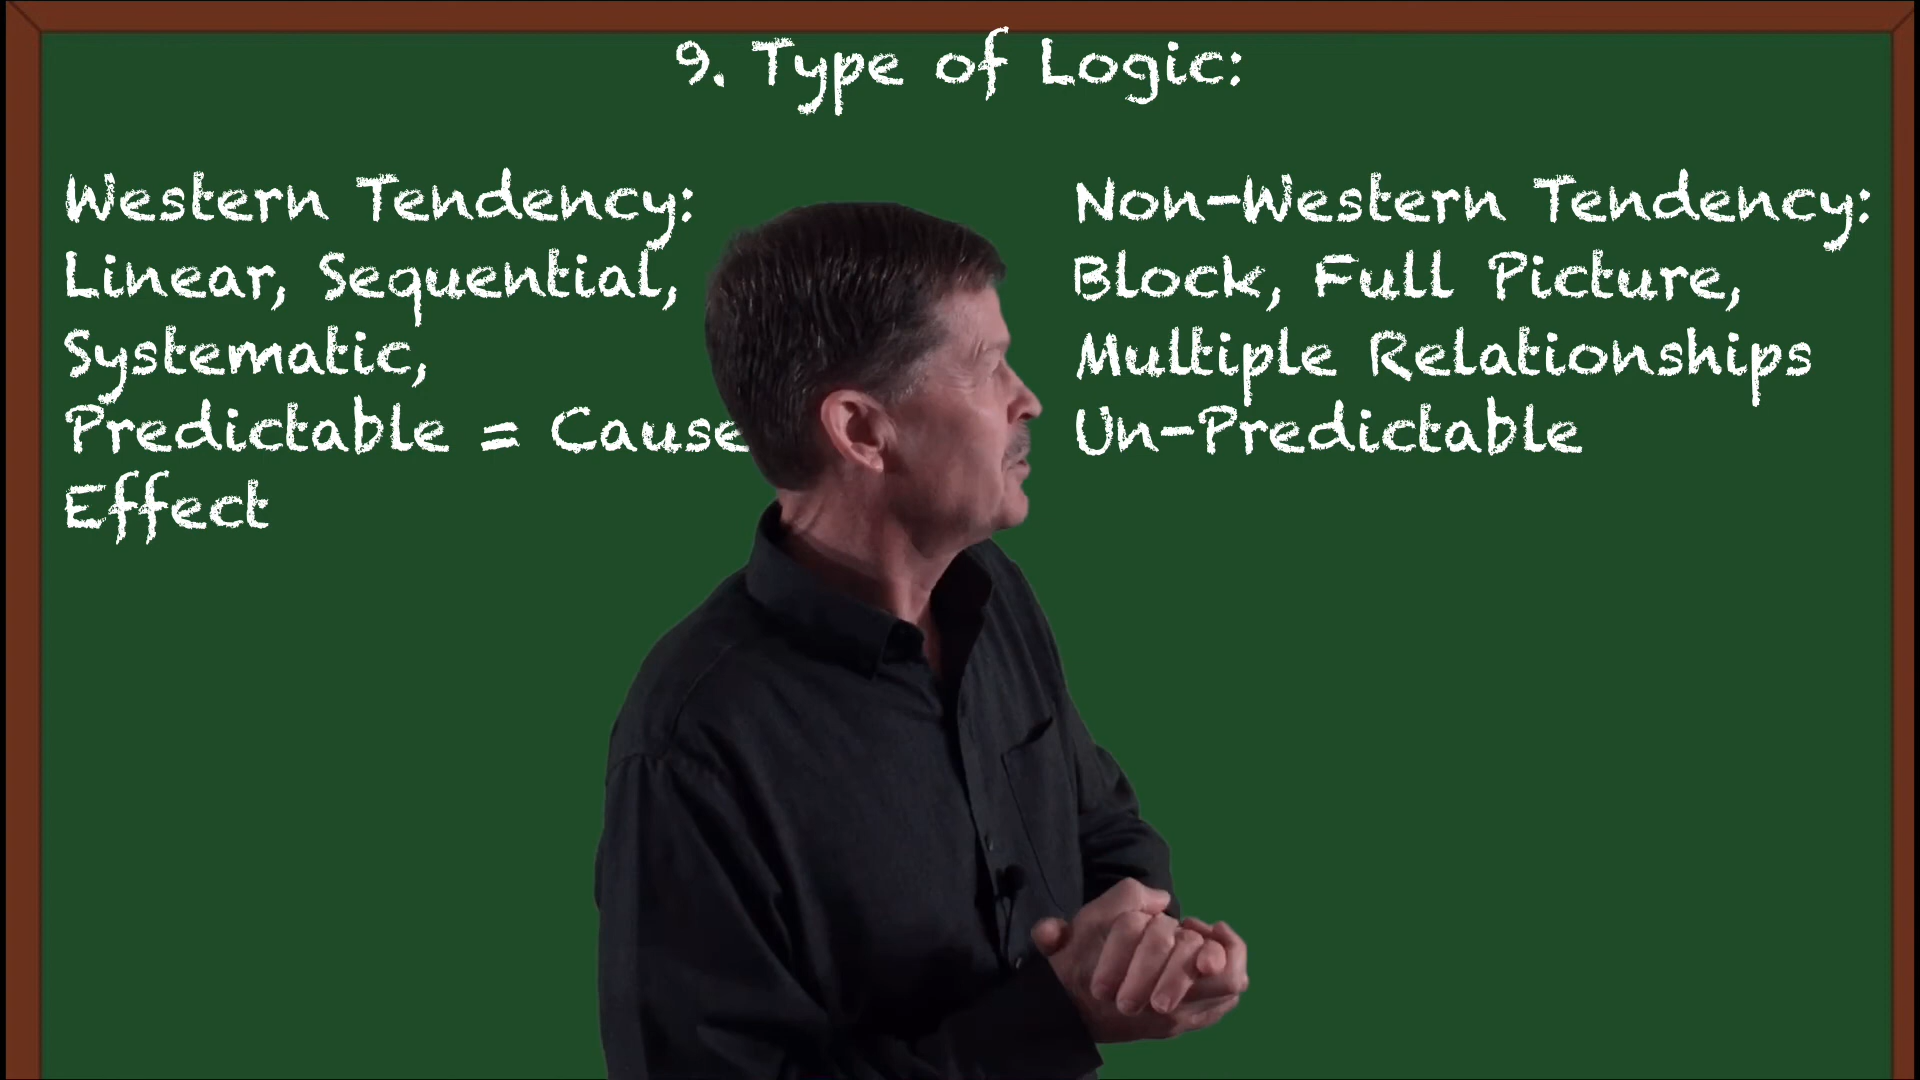 9. Type of Logic:
Western Tendency:
Linear, Sequential,
Systematic,
Predictable = Cause
Effect
Non-Western Tendency:
Block, Full Picture,
Multiple Relationships
Un-Predictable